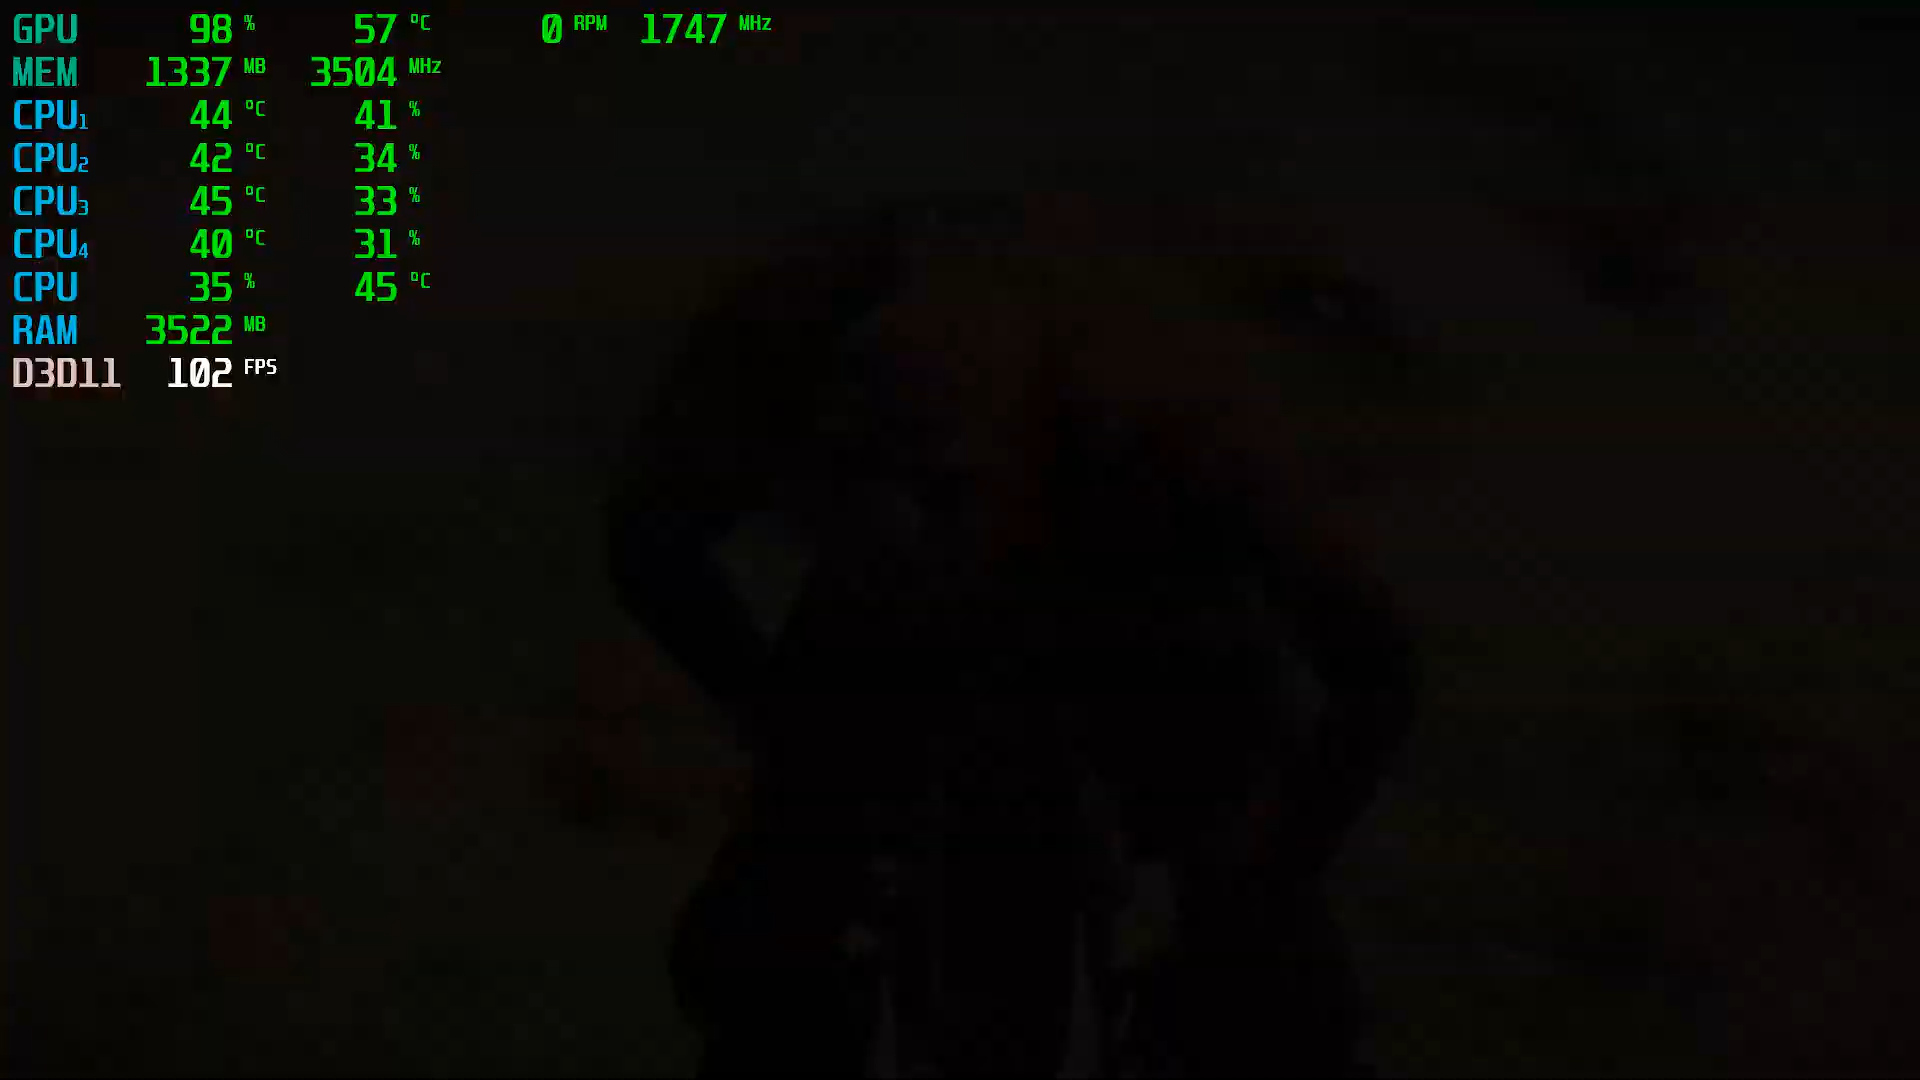 GPU 98 % 57 °C 0 RPM 1747 MHz
MEM 1337 MB 3504 MHz
CPU1 44 °C 41 %
CPU2 42 °C 34 %
CPU3 45 °C 33 %
CPU4 40 °C 31 %
CPU 35 % 45 °C
RAM 3522 MB
D3D11 102 FPS